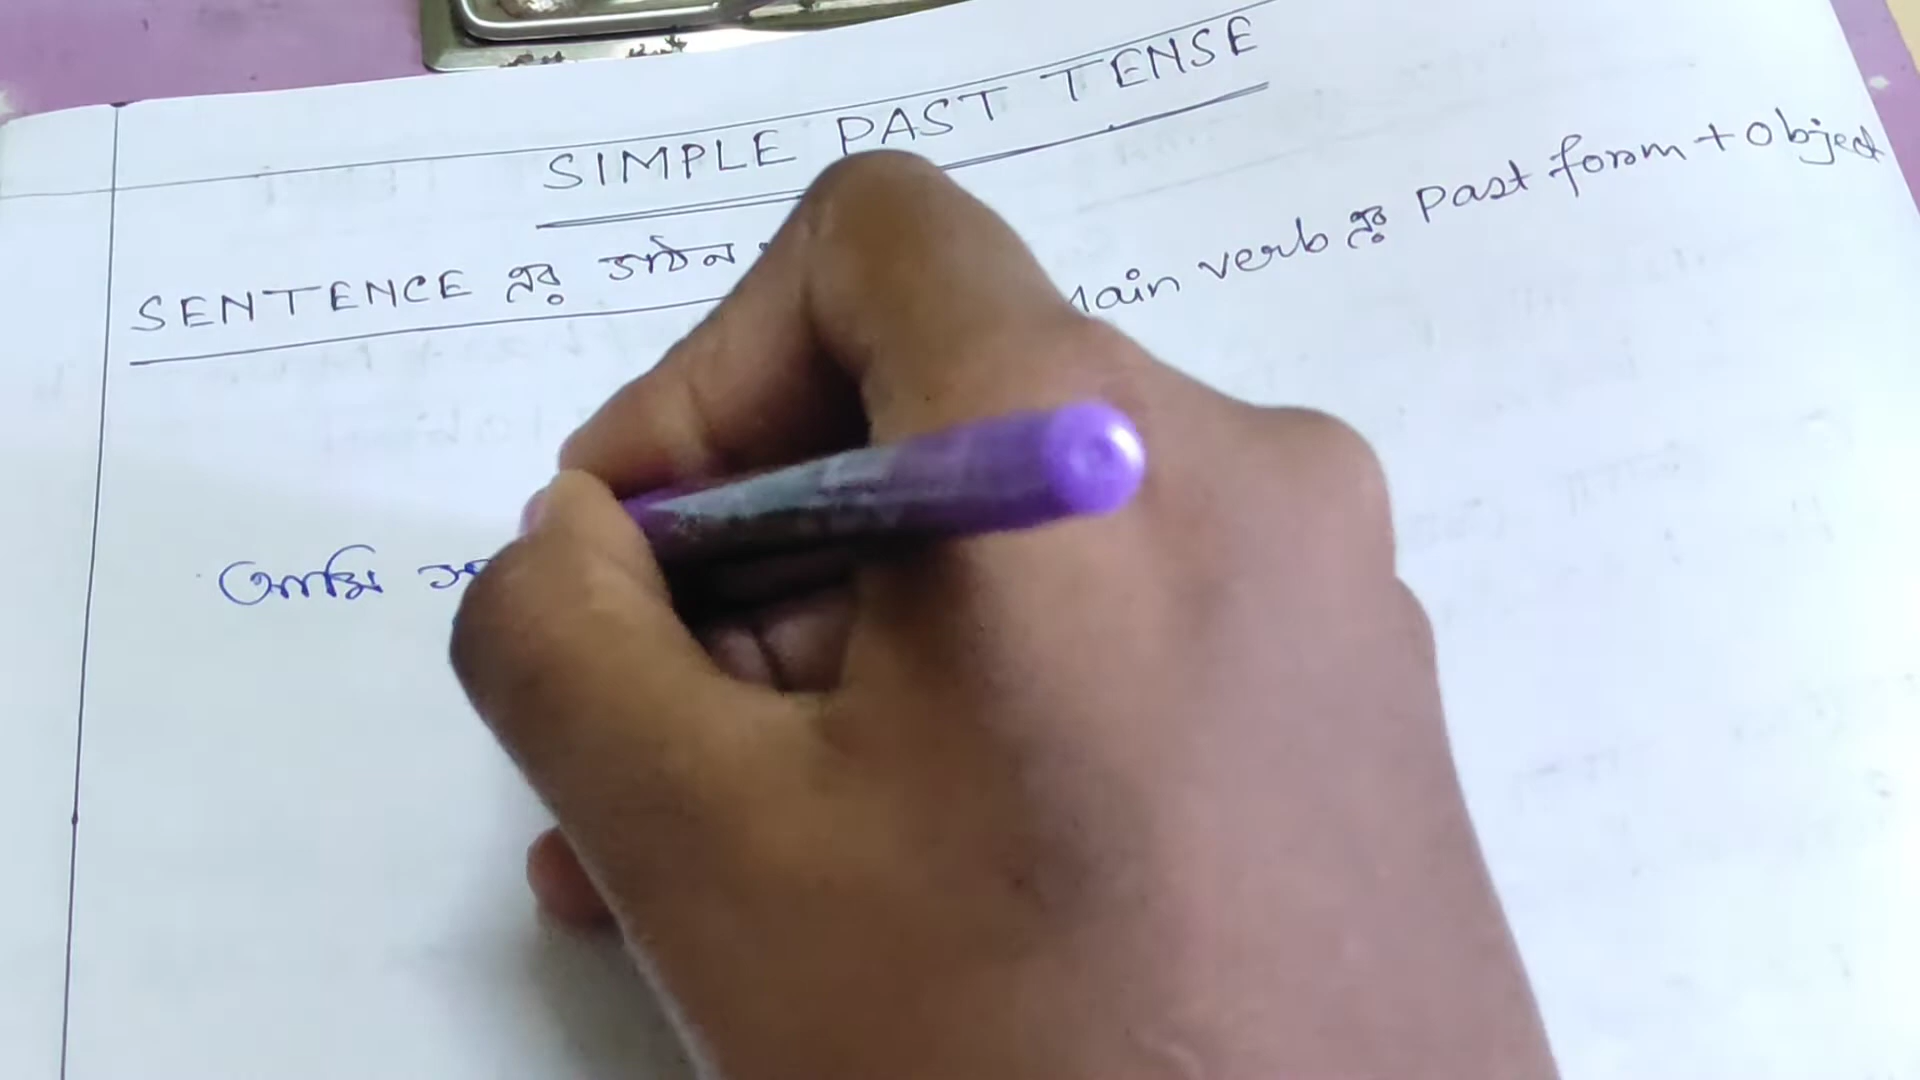 SIMPLE PAST TENSE
SENTENCE এর গঠন
Main verb এর Past form + object
আমি